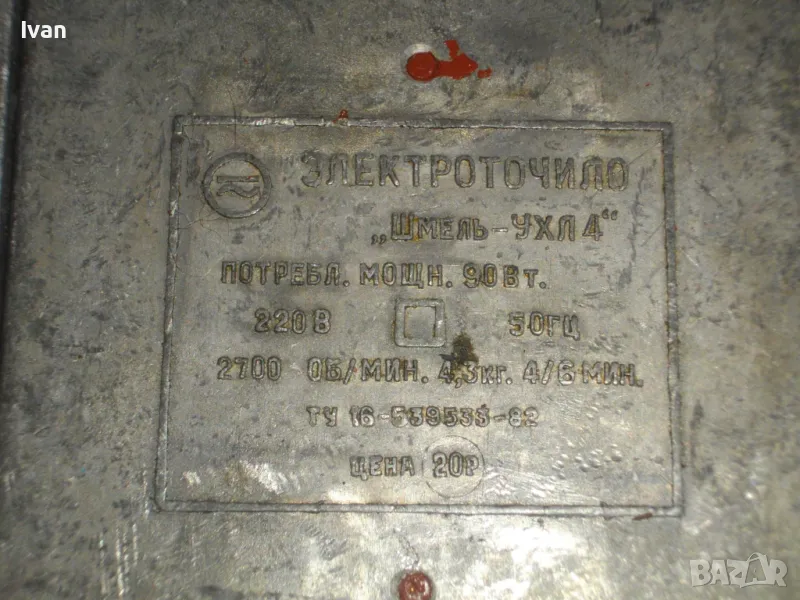 Ivan
ЭЛЕКТРОТОЧИЛО
„ШМЕЛЬ-УХЛ 4“
ПОТРЕБЛ. МОЩН. 90 ВТ.
220 В 50 ГЦ
2700 ОБ/МИН. 4,3 кг. 4/6 МИН.
ТУ 16-539533-82
ЦЕНА 20Р
BAZAR